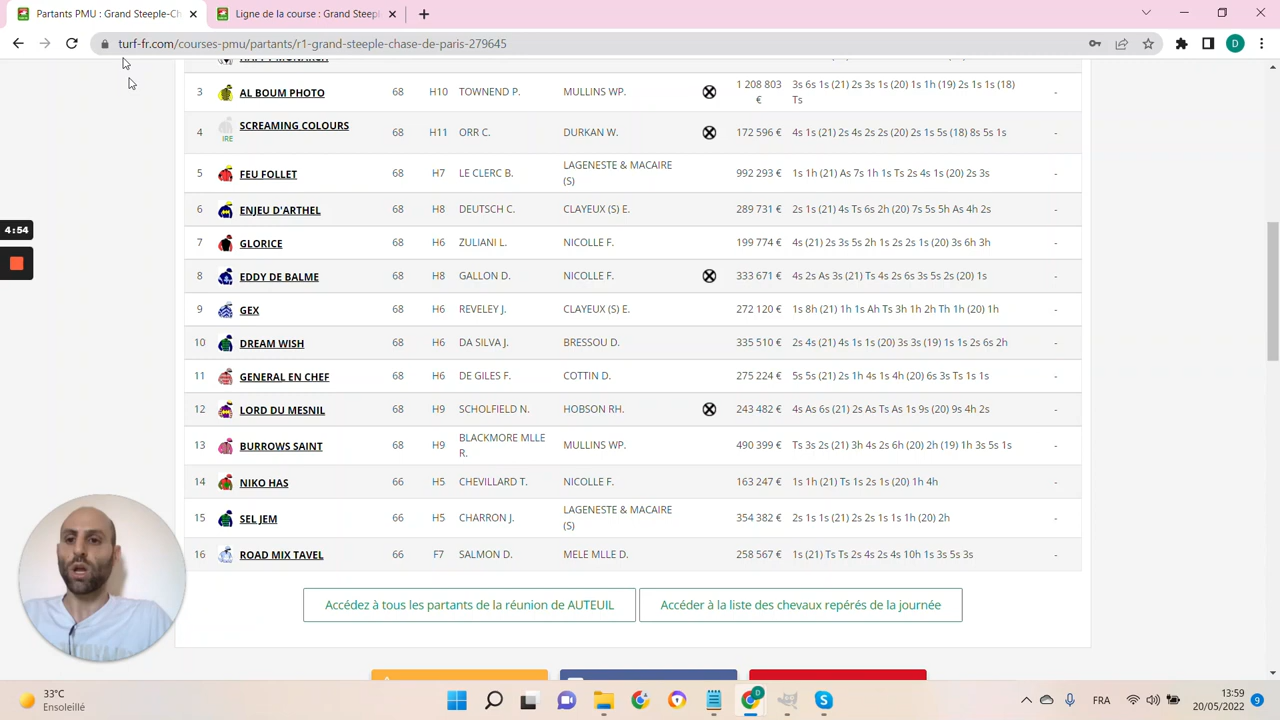 Partants PMU : Grand Steeple-Ch
Ligne de la course : Grand Steepl
turf-fr.com/courses-pmu/partants/r1-grand-steeple-chase-de-paris-279645
D
HAPPY MONARCH
3 AL BOUM PHOTO 68 H10 TOWNEND P. MULLINS WP. 1 208 803 € 3s 6s 1s (21) 2s 3s 1s (20) 1s 1h (19) 2s 1s 1s (18) Ts -
4 IRE SCREAMING COLOURS 68 H11 ORR C. DURKAN W. 172 596 € 4s 1s (21) 2s 4s 2s 2s (20) 2s 1s 5s (18) 8s 5s 1s -
5 FEU FOLLET 68 H7 LE CLERC B. LAGENESTE & MACAIRE (S) 992 293 € 1s 1h (21) As 7s 1h 1s Ts 2s 4s 1s (20) 2s 3s -
6 ENJEU D'ARTHEL 68 H8 DEUTSCH C. CLAYEUX (S) E. 289 731 € 2s 1s (21) 4s Ts 6s 2h (20) 7s 2s 5h As 4h 2s -
7 GLORICE 68 H6 ZULIANI L. NICOLLE F. 199 774 € 4s (21) 2s 3s 5s 2h 1s 2s 2s 1s (20) 3s 6h 3h -
8 EDDY DE BALME 68 H8 GALLON D. NICOLLE F. 333 671 € 4s 2s As 3s (21) Ts 4s 2s 6s 3s 5s 2s (20) 1s -
9 GEX 68 H6 REVELEY J. CLAYEUX (S) E. 272 120 € 1s 8h (21) 1h 1s Ah Ts 3h 1h 2h Th 1h (20) 1h -
10 DREAM WISH 68 H6 DA SILVA J. BRESSOU D. 335 510 € 2s 4s (21) 4s 1s 1s (20) 3s 3s (19) 1s 1s 2s 6s 2h -
11 GENERAL EN CHEF 68 H6 DE GILES F. COTTIN D. 275 224 € 5s 5s (21) 2s 1h 4s 1s 4h (20) 6s 3s Ts 1s 1s -
12 LORD DU MESNIL 68 H9 SCHOLFIELD N. HOBSON RH. 243 482 € 4s As 6s (21) 2s As Ts As 1s 9s (20) 9s 4h 2s -
13 BURROWS SAINT 68 H9 BLACKMORE MLLE R. MULLINS WP. 490 399 € Ts 3s 2s (21) 3h 4s 2s 6h (20) 2h (19) 1h 3s 5s 1s -
14 NIKO HAS 66 H5 CHEVILLARD T. NICOLLE F. 163 247 € 1s 1h (21) Ts 1s 2s 1s (20) 1h 4h -
15 SEL JEM 66 H5 CHARRON J. LAGENESTE & MACAIRE (S) 354 382 € 2s 1s 1s (21) 2s 2s 1s 1s 1h (20) 2h -
16 ROAD MIX TAVEL 66 F7 SALMON D. MELE MLLE D. 258 567 € 1s (21) Ts Ts 2s 4s 2s 4s 10h 1s 3s 5s 3s -
4:54
Accédez à tous les partants de la réunion de AUTEUIL
Accéder à la liste des chevaux repérés de la journée
33°C
Ensoleillé
D
FRA
13:59
20/05/2022
9